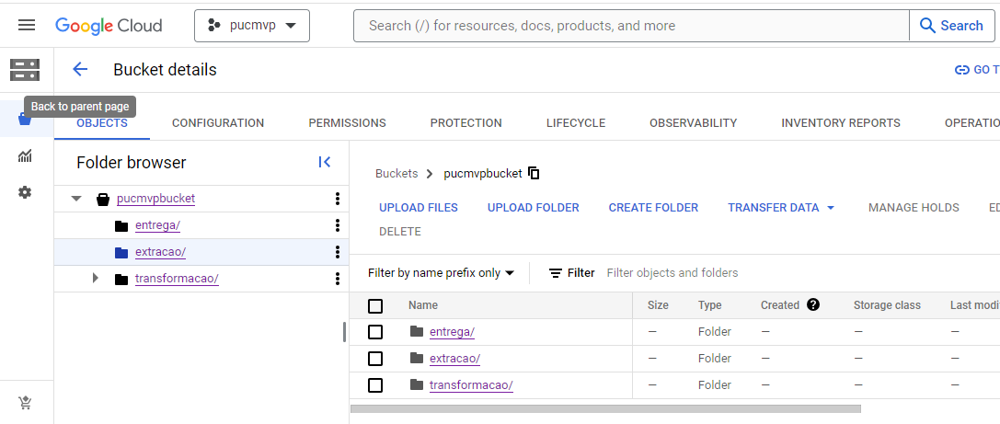 Google Cloud
pucmvp
Search (/) for resources, docs, products, and more
Search
Bucket details
GO T
Back to parent page
OBJECTS
CONFIGURATION
PERMISSIONS
PROTECTION
LIFECYCLE
OBSERVABILITY
INVENTORY REPORTS
OPERATIO
Folder browser
pucmvpbucket
entrega/
extracao/
transformacao/
Buckets > pucmvpbucket
UPLOAD FILES
UPLOAD FOLDER
CREATE FOLDER
TRANSFER DATA
MANAGE HOLDS
ED
DELETE
Filter by name prefix only
Filter
Filter objects and folders
Name Size Type Created ? Storage class Last modi
entrega/ — Folder — — —
extracao/ — Folder — — —
transformacao/ — Folder — — —